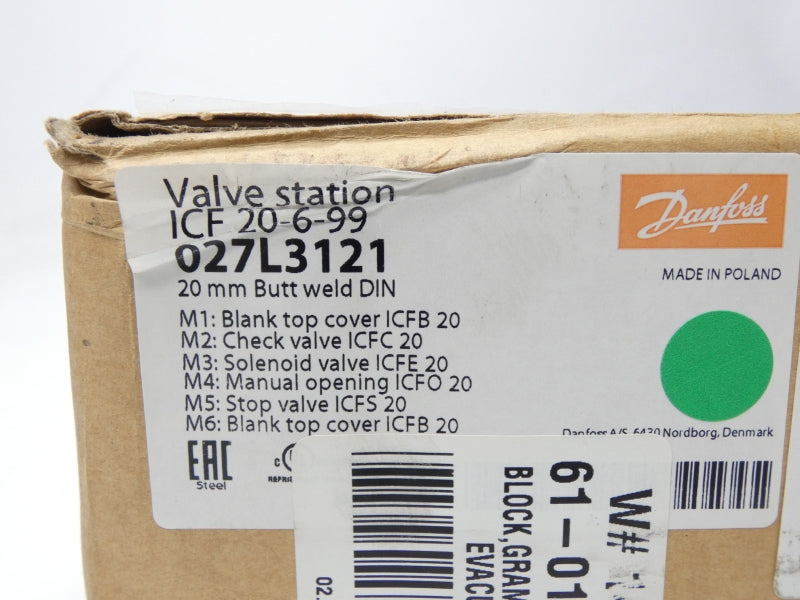 Valve station
ICF 20-6-99
027L3121
20 mm Butt weld DIN
M1: Blank top cover ICFB 20
M2: Check valve ICFC 20
M3: Solenoid valve ICFE 20
M4: Manual opening ICFO 20
M5: Stop valve ICFS 20
M6: Blank top cover ICFB 20
EAC
Steel
Danfoss
MADE IN POLAND
Danfoss A/S, 6430 Nordborg, Denmark
W#
61-01
BLOCK,GRAM
EVACU
02.